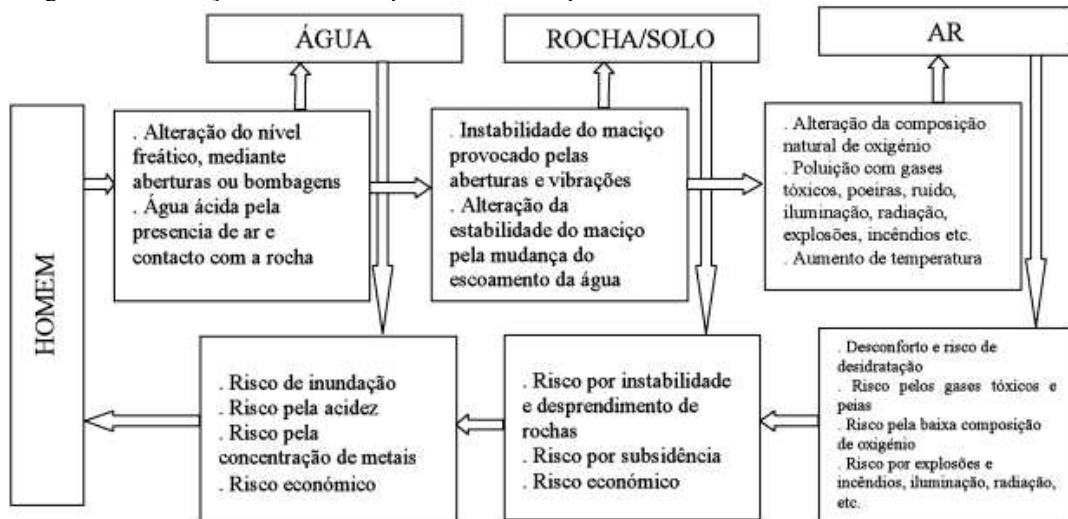 ÁGUA
ROCHA/SOLO
AR
HOMEM
. Alteração do nível
freático, mediante
aberturas ou bombagens
. Água ácida pela
presencia de ar e
contacto com a rocha
. Instabilidade do maciço
provocado pelas
aberturas e vibrações
. Alteração da
estabilidade do maciço
pela mudança do
escoamento da água
. Alteração da composição
natural de oxigénio
. Poluição com gases
tóxicos, poeiras, ruído,
iluminação, radiação,
explosões, incêndios etc.
. Aumento de temperatura
. Risco de inundação
. Risco pela acidez
. Risco pela
concentração de metais
. Risco económico
. Risco por instabilidade
e desprendimento de
rochas
. Risco por subsidência
. Risco económico
. Desconforto e risco de
desidratação
. Risco pelos gases tóxicos e
peias
. Risco pela baixa composição
de oxigénio
. Risco por explosões e
incêndios, iluminação, radiação,
etc.